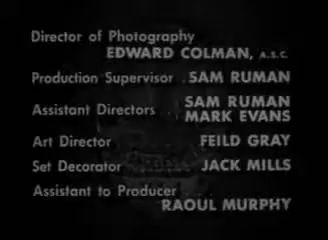 Director of Photography
EDWARD COLMAN, A.S.C.
Production Supervisor . SAM RUMAN
Assistant Directors . . SAM RUMAN
MARK EVANS
Art Director FEILD GRAY
Set Decorator . . . JACK MILLS
Assistant to Producer . . . .
RAOUL MURPHY